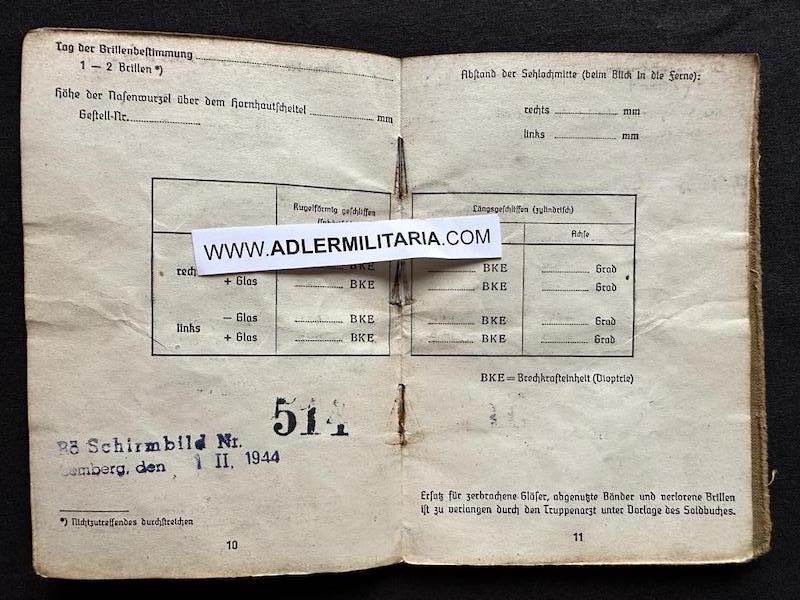 Tag der Brillenbestimmung
1 — 2 Brillen *)
Höhe der Nasenwurzel über dem Hornhautscheitel mm
Gestell-Nr.
Kugelförmig geschliffen
WWW.ADLERMILITARIA.COM
BKE
+ Glas BKE
links — Glas BKE
+ Glas BKE
514
Rö Schirmbild Nr.
Lemberg, den 1 II. 1944
*) Nichtzutreffendes durchstreichen
10
Abstand der Sehlochmitte (beim Blick in die Ferne):
rechts mm
links mm
Längsgeschliffen (zylindrisch)
Achse
BKE Grad
BKE Grad
BKE Grad
BKE Grad
BKE = Brechkrafteinheit (Dioptrie)
Ersatz für zerbrochene Gläser, abgenutzte Bänder und verlorene Brillen
ist zu verlangen durch den Truppenarzt unter Vorlage des Soldbuches.
11